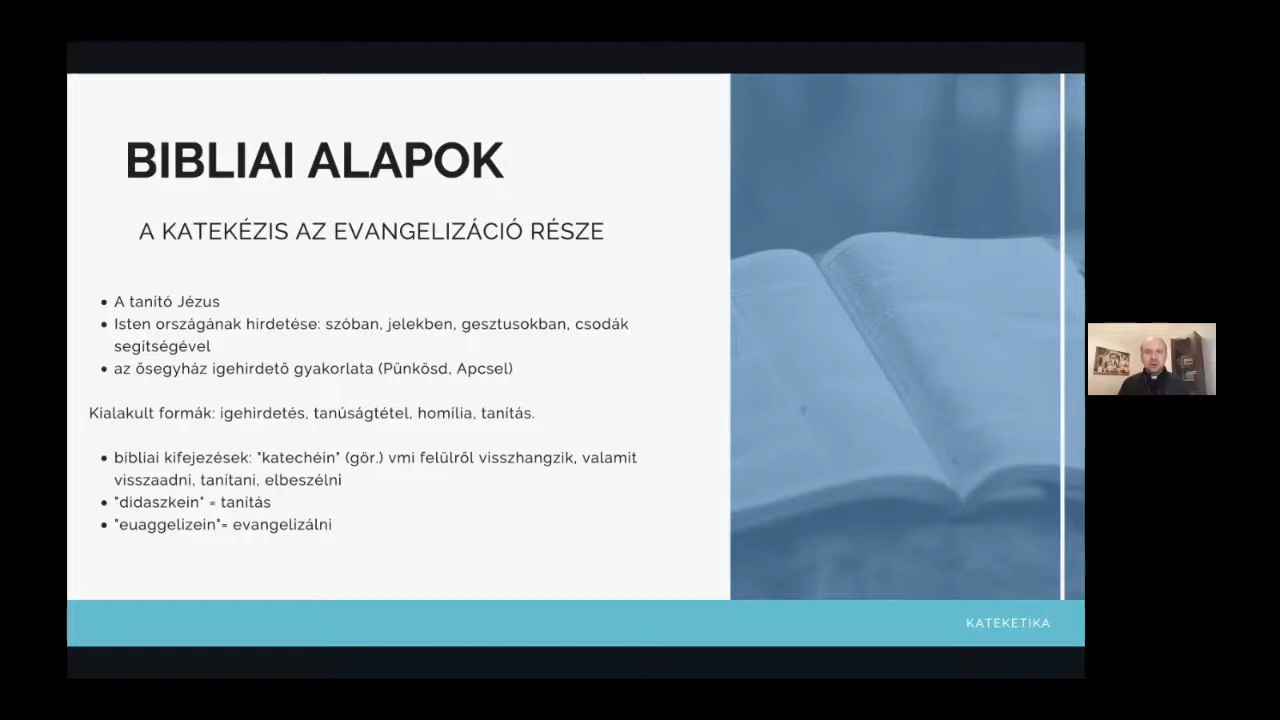 BIBLIAI ALAPOK
A KATEKÉZIS AZ EVANGELIZÁCIÓ RÉSZE
• A tanító Jézus
• Isten országának hirdetése: szóban, jelekben, gesztusokban, csodák
segítségével
• az ősegyház igehirdető gyakorlata (Pünkösd, Apcsel)
Kialakult formák: igehirdetés, tanúságtétel, homília, tanítás.
• bibliai kifejezések: "katechéin" (gör.) vmi felülről visszhangzik, valamit
visszaadni, tanítani, elbeszélni
• "didaszkein" = tanítás
• "euaggelizein"= evangelizálni
KATEKETIKA